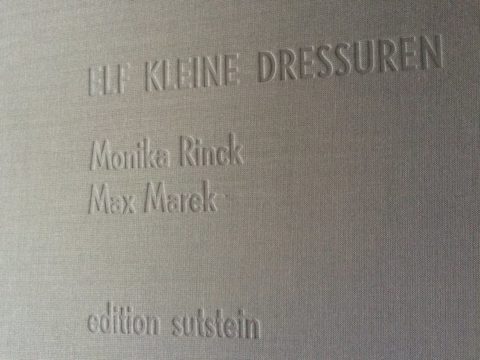 ELF KLEINE DRESSUREN
Monika Rinck
Max Marek
edition sutstein